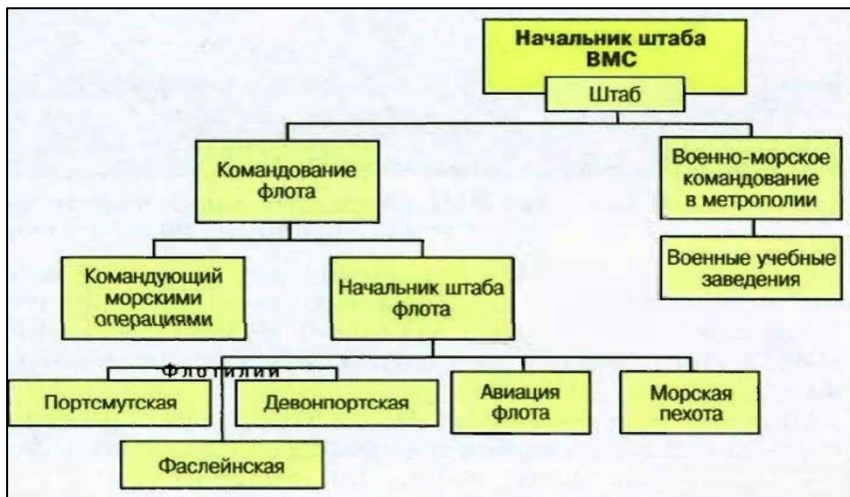 Начальник штаба
ВМС
Штаб
Командование
флота
Военно-морское
командование
в метрополии
Командующий
морскими
операциями
Начальник штаба
флота
Военные учебные
заведения
Флотилии
Портсмутская
Девонпортская
Авиация
флота
Морская
пехота
Фаслейнская